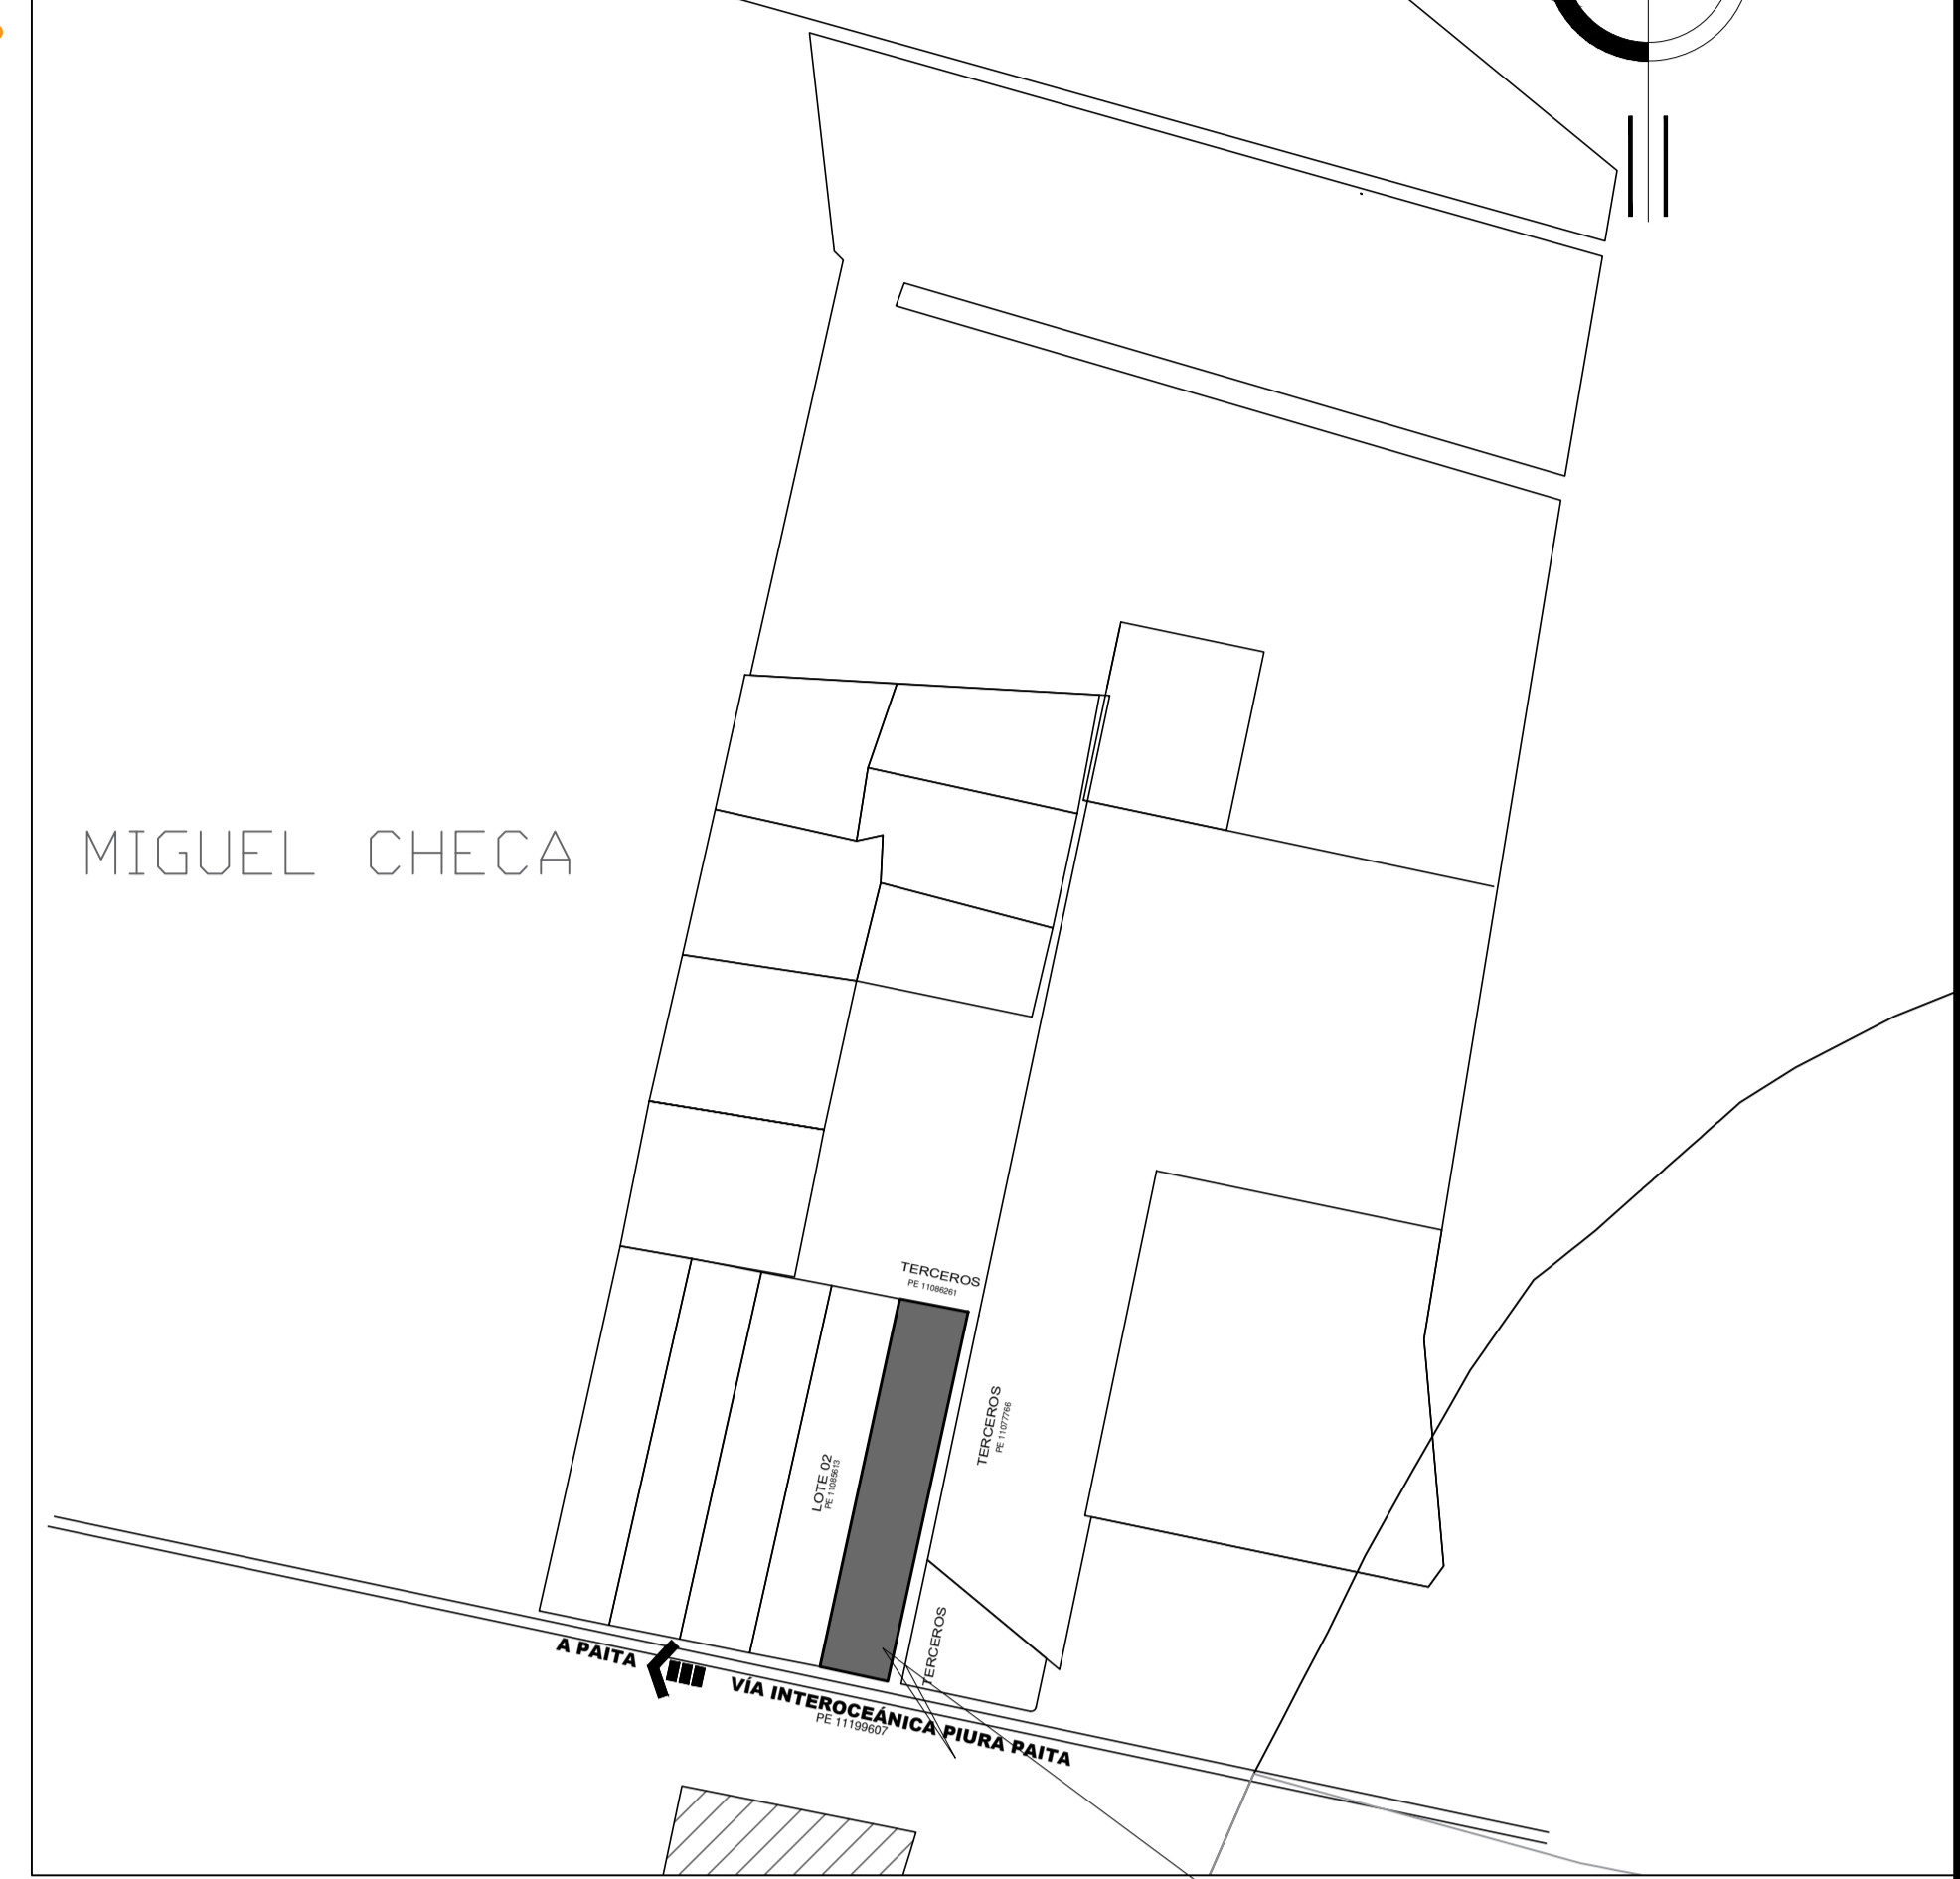 MIGUEL CHECA
TERCEROS
PE 11086261
TERCEROS
PE 11077766
LOTE 02
PE 11085613
TERCEROS
A PAITA
VÍA INTEROCEÁNICA PIURA PAITA
PE 11199607